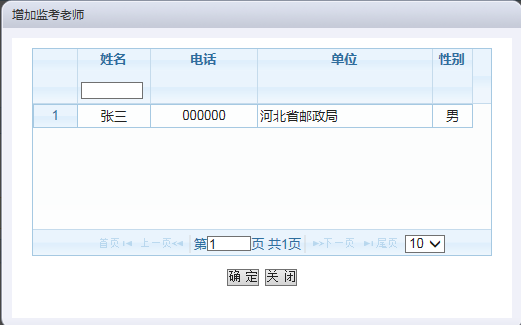 增加监考老师
姓名 电话 单位 性别
1 张三 000000 河北省邮政局 男
首页 上一页 第1页 共1页 下一页 尾页 10
确定 关闭